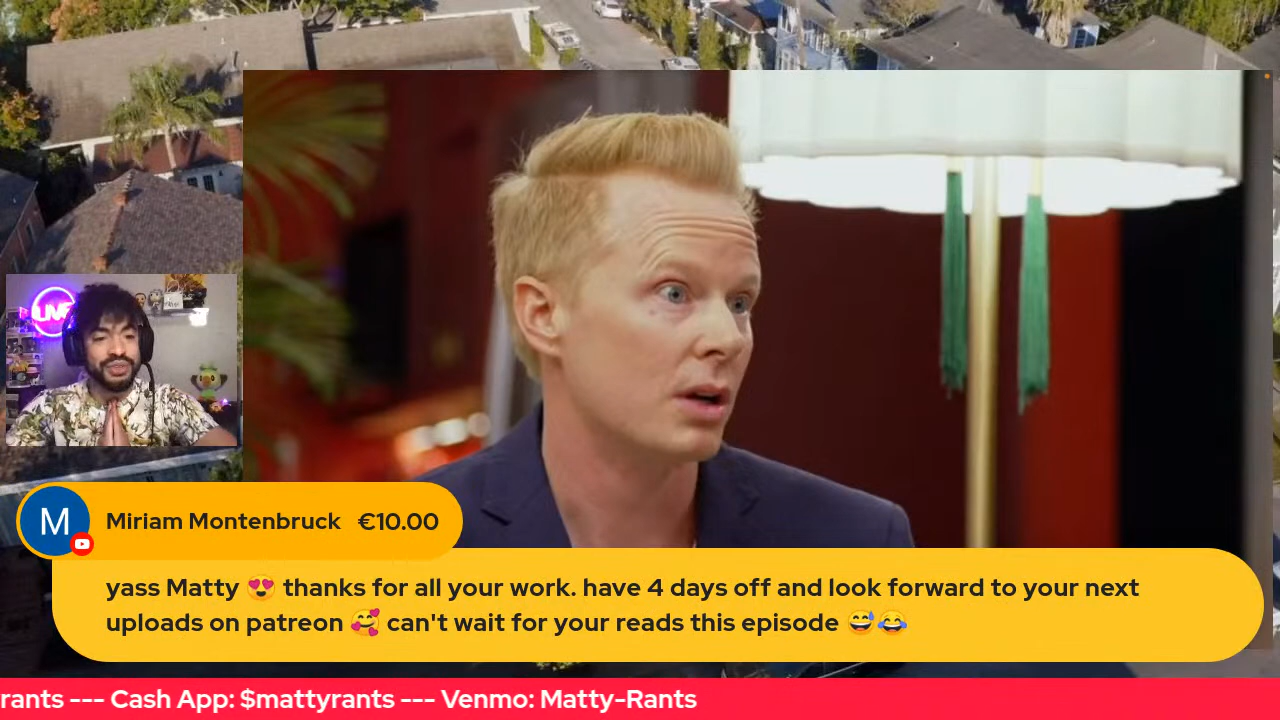 LIVE
M
Miriam Montenbruck €10.00
yass Matty 😍 thanks for all your work. have 4 days off and look forward to your next
uploads on patreon 🥰 can't wait for your reads this episode 😅😂
rants --- Cash App: $mattyrants --- Venmo: Matty-Rants